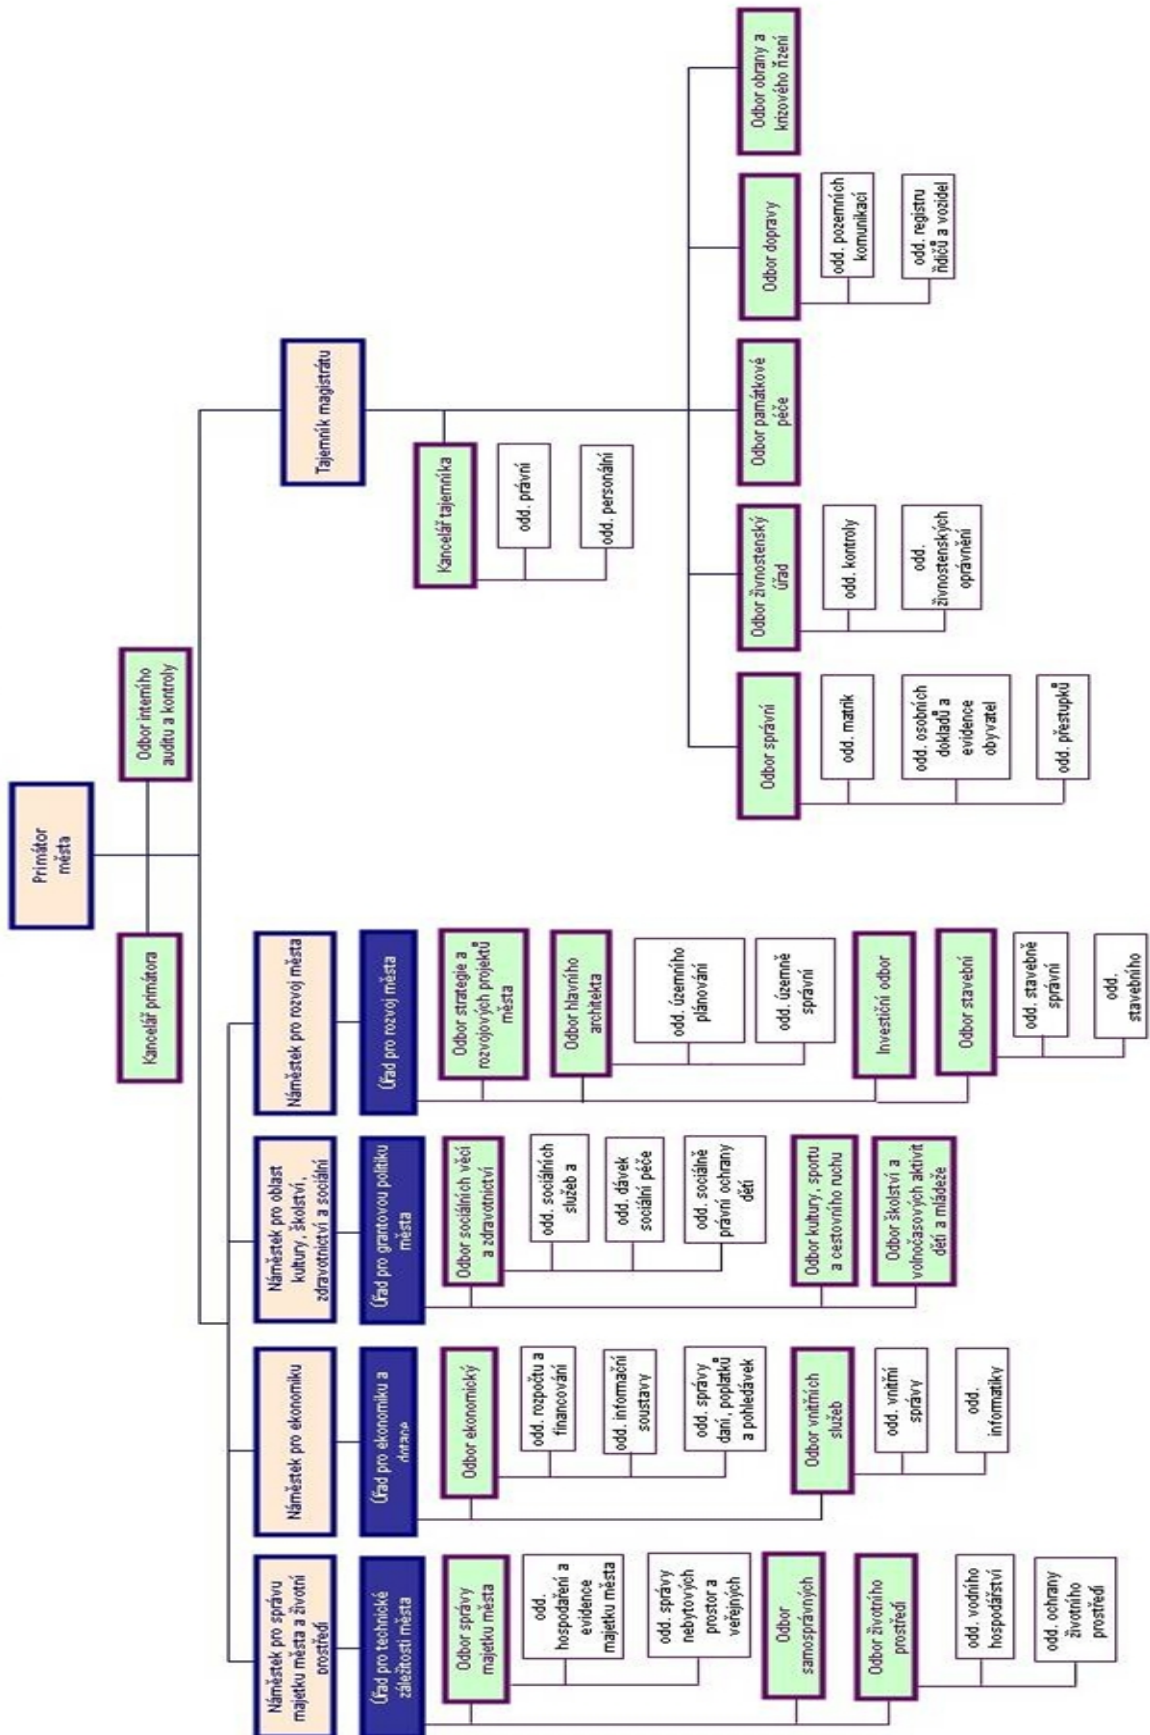 Primátor
města
Kancelář primátora
Odbor interního
auditu a kontroly
Náměstek pro správu
majetku města a životní
prostředí
Úřad pro technické
záležitosti města
Odbor správy
majetku města
odd.
hospodaření a
evidence
majetku města
odd. správy
nebytových
prostor a
veřejných
Odbor
samosprávných
Odbor životního
prostředí
odd. vodního
hospodářství
odd. ochrany
životního
prostředí
Náměstek pro ekonomiku
Úřad pro ekonomiku a
dotace
Odbor ekonomický
odd. rozpočtu a
financování
odd. informační
soustavy
odd. správy
daní, poplatků
a pohledávek
Odbor vnitřních
služeb
odd. vnitřní
správy
odd.
informatiky
Náměstek pro oblast
kultury, školství,
zdravotnictví a sociální
Úřad pro grantovou politiku
města
Odbor sociálních věcí
a zdravotnictví
odd. sociálních
služeb a
odd. dávek
sociální péče
odd. sociálně
právní ochrany
dětí
Odbor kultury, sportu
a cestovního ruchu
Odbor školství a
volnočasových aktivit
dětí a mládeže
Náměstek pro rozvoj města
Úřad pro rozvoj města
Odbor strategie a
rozvojových projektů
města
Odbor hlavního
architekta
odd. územního
plánování
odd. územně
správní
Investiční odbor
Odbor stavební
odd. stavebně
správní
odd.
stavebního
Tajemník magistrátu
Kancelář tajemníka
odd. právní
odd. personální
Odbor správní
odd. matrik
odd. osobních
dokladů a
evidence
obyvatel
odd. přestupků
Odbor živnostenský
úřad
odd. kontroly
odd.
živnostenských
oprávnění
Odbor památkové
péče
Odbor dopravy
odd. pozemních
komunikací
odd. registru
řidičů a vozidel
Odbor obrany a
krizového řízení